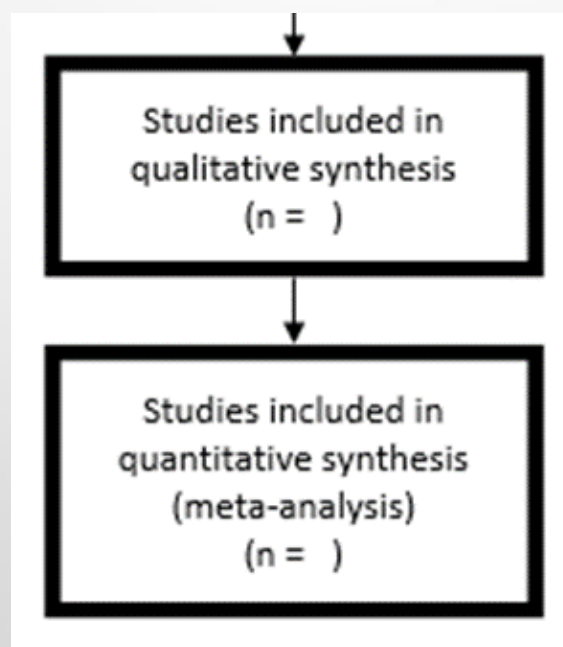 Studies included in
qualitative synthesis
(n =   )
Studies included in
quantitative synthesis
(meta-analysis)
(n =   )